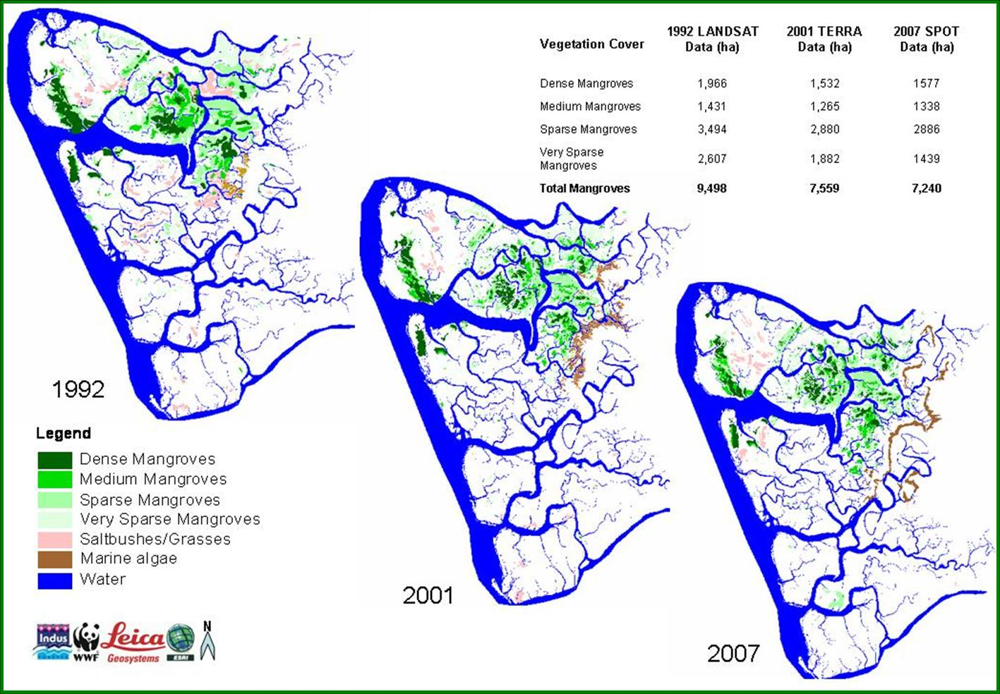 1992 LANDSAT 2001 TERRA 2007 SPOT
Vegetation Cover Data (ha) Data (ha) Data (ha)
Dense Mangroves 1,966 1,532 1577
Medium Mangroves 1,431 1,265 1338
Sparse Mangroves 3,494 2,880 2886
Very Sparse
Mangroves 2,607 1,882 1439
Total Mangroves 9,498 7,559 7,240
1992
Legend
Dense Mangroves
Medium Mangroves
Sparse Mangroves
Very Sparse Mangroves
Saltbushes/Grasses
Marine algae
Water
2001
2007
Indus
WWF
Leica
Geosystems
ESRI
N